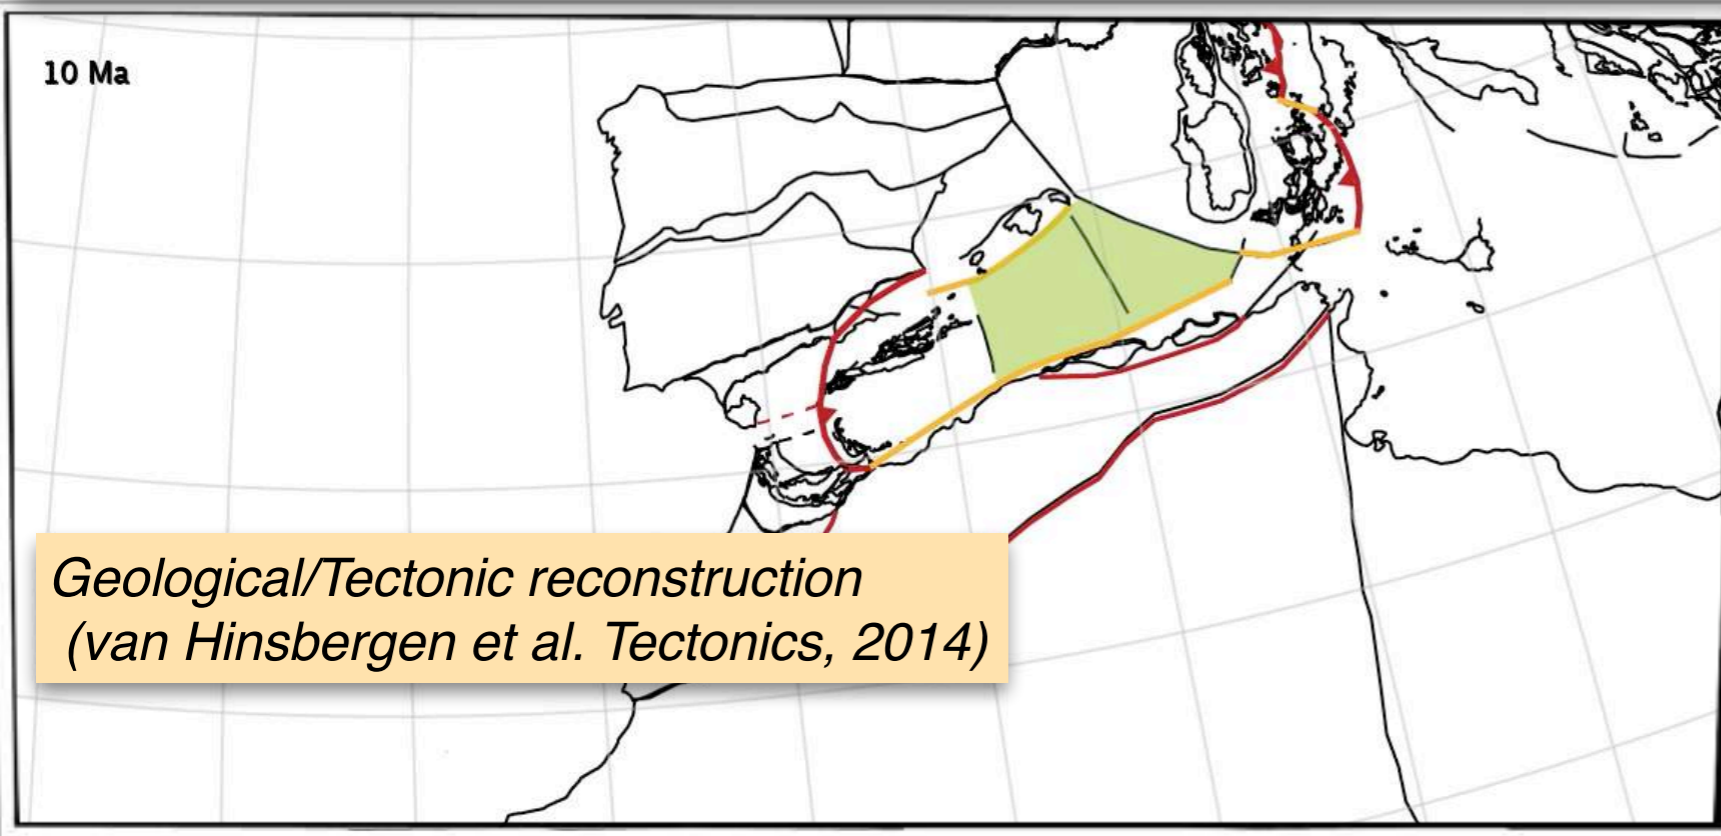 10 Ma
Geological/Tectonic reconstruction
(van Hinsbergen et al. Tectonics, 2014)